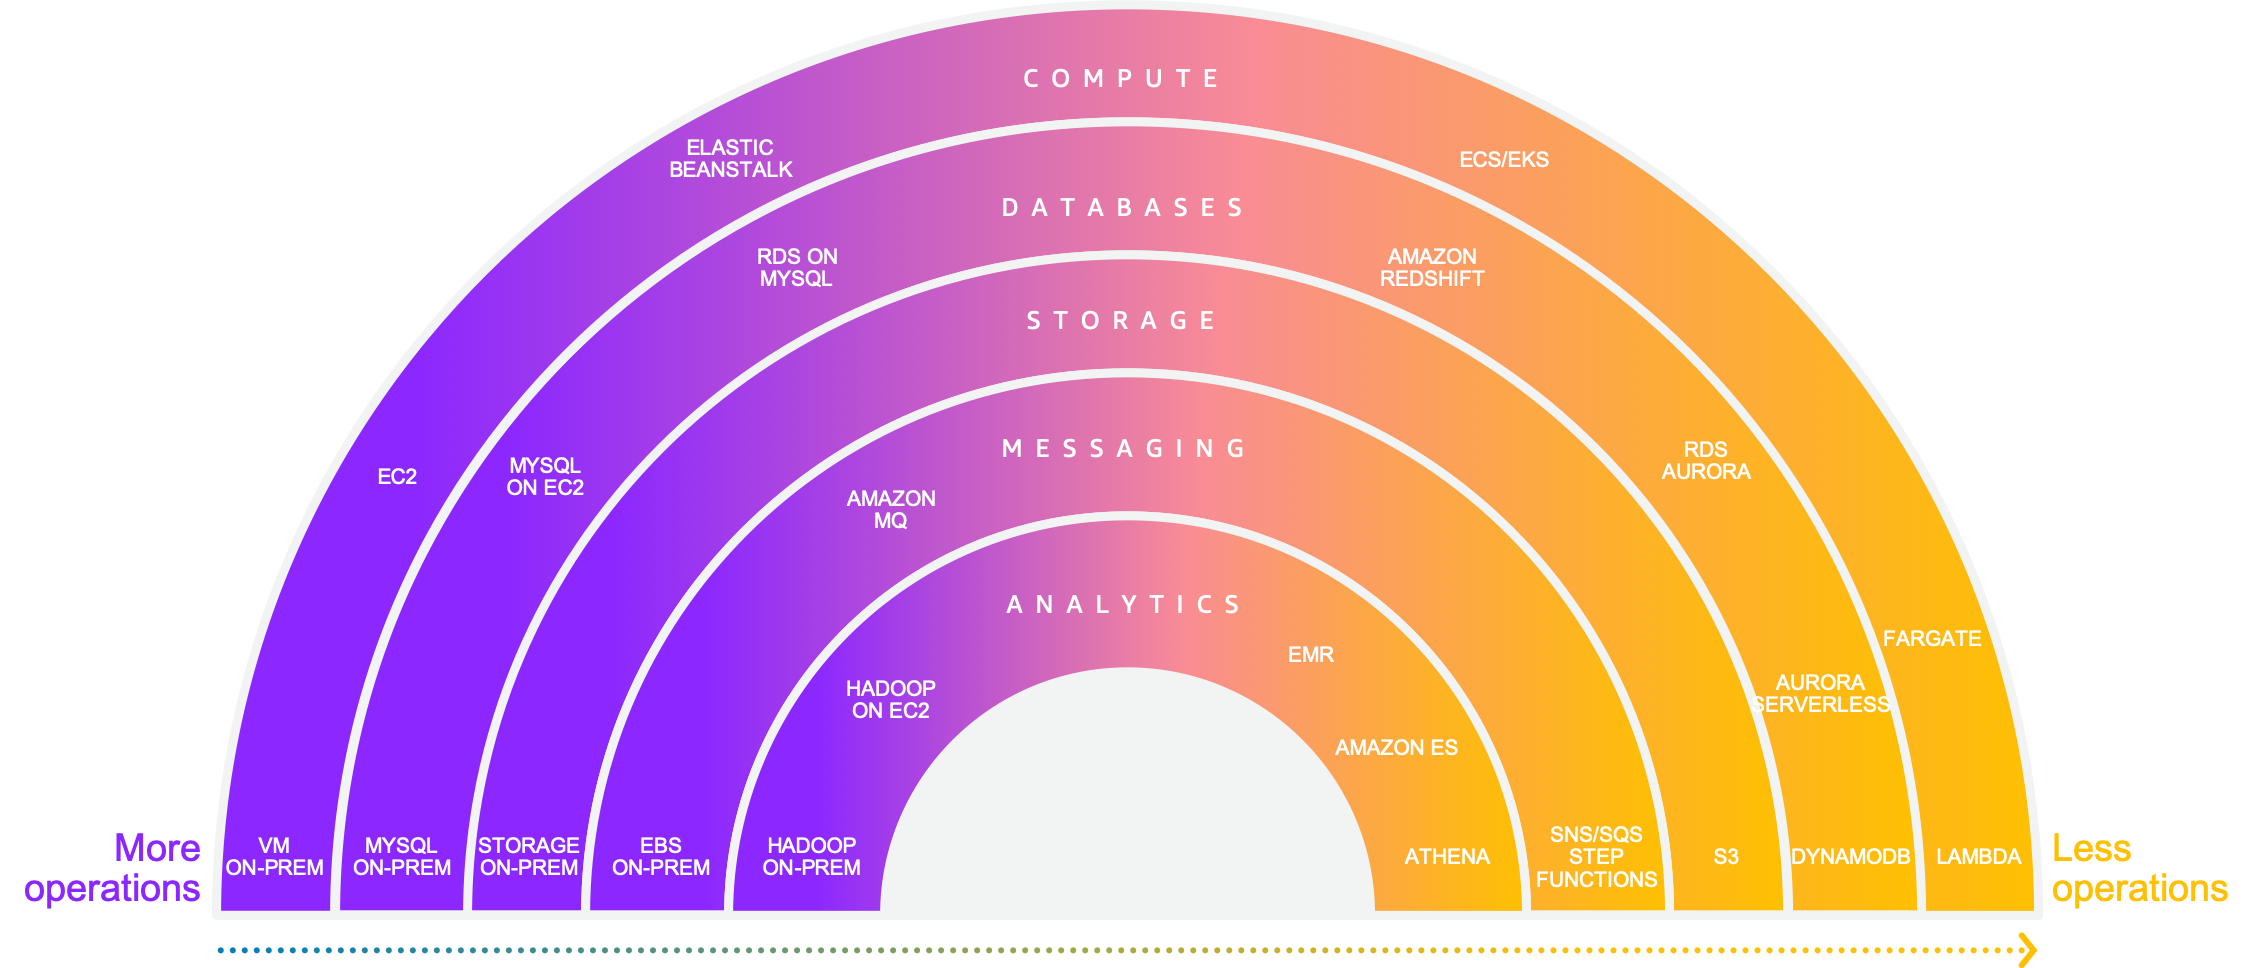 COMPUTE
ELASTIC
BEANSTALK
ECS/EKS
DATABASES
RDS ON
MYSQL
AMAZON
REDSHIFT
STORAGE
MESSAGING
EC2
MYSQL
ON EC2
AMAZON
MQ
RDS
AURORA
ANALYTICS
HADOOP
ON EC2
EMR
AMAZON ES
FARGATE
AURORA
SERVERLESS
More
operations
VM
ON-PREM
MYSQL
ON-PREM
STORAGE
ON-PREM
EBS
ON-PREM
HADOOP
ON-PREM
ATHENA
SNS/SQS
STEP
FUNCTIONS
S3
DYNAMODB
LAMBDA
Less
operations